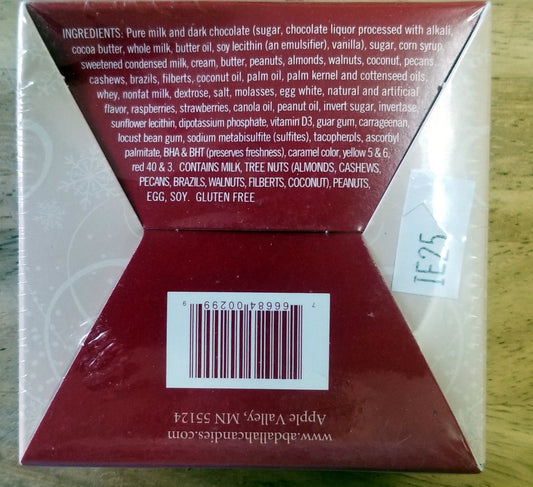 INGREDIENTS: Pure milk and dark chocolate (sugar, chocolate liquor processed with alkali,
cocoa butter, whole milk, butter oil, soy lecithin (an emulsifier), vanilla), sugar, corn syrup,
sweetened condensed milk, cream, butter, peanuts, almonds, walnuts, coconut, pecans,
cashews, brazils, filberts, coconut oil, palm oil, palm kernel and cottonseed oils,
whey, nonfat milk, dextrose, salt, molasses, egg white, natural and artificial
flavor, raspberries, strawberries, canola oil, peanut oil, invert sugar, invertase,
sunflower lecithin, dipotassium phosphate, vitamin D3, guar gum, carrageenan,
locust bean gum, sodium metabisulfite (sulfites), tacopherpls, ascorbyl
palmitate, BHA & BHT (preserves freshness), caramel color, yellow 5 & 6,
red 40 & 3. CONTAINS MILK, TREE NUTS (ALMONDS, CASHEWS,
PECANS, BRAZILS, WALNUTS, FILBERTS, COCONUT), PEANUTS,
EGG, SOY. GLUTEN FREE
IE25
7 66684 00299 9
www.abdallahcandies.com
Apple Valley, MN 55124